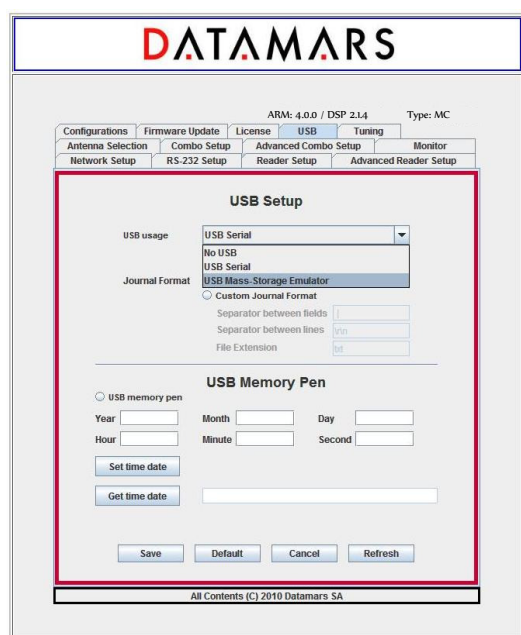 DATAMARS
ARM: 4.0.0 / DSP 2.1.4 Type: MC
Configurations Firmware Update License USB Tuning
Antenna Selection Combo Setup Advanced Combo Setup Monitor
Network Setup RS-232 Setup Reader Setup Advanced Reader Setup
USB Setup
USB usage USB Serial
No USB
USB Serial
Journal Format USB Mass-Storage Emulator
Custom Journal Format
Separator between fields |
Separator between lines \r\n
File Extension txt
USB Memory Pen
USB memory pen
Year Month Day
Hour Minute Second
Set time date
Get time date
Save Default Cancel Refresh
All Contents (C) 2010 Datamars SA